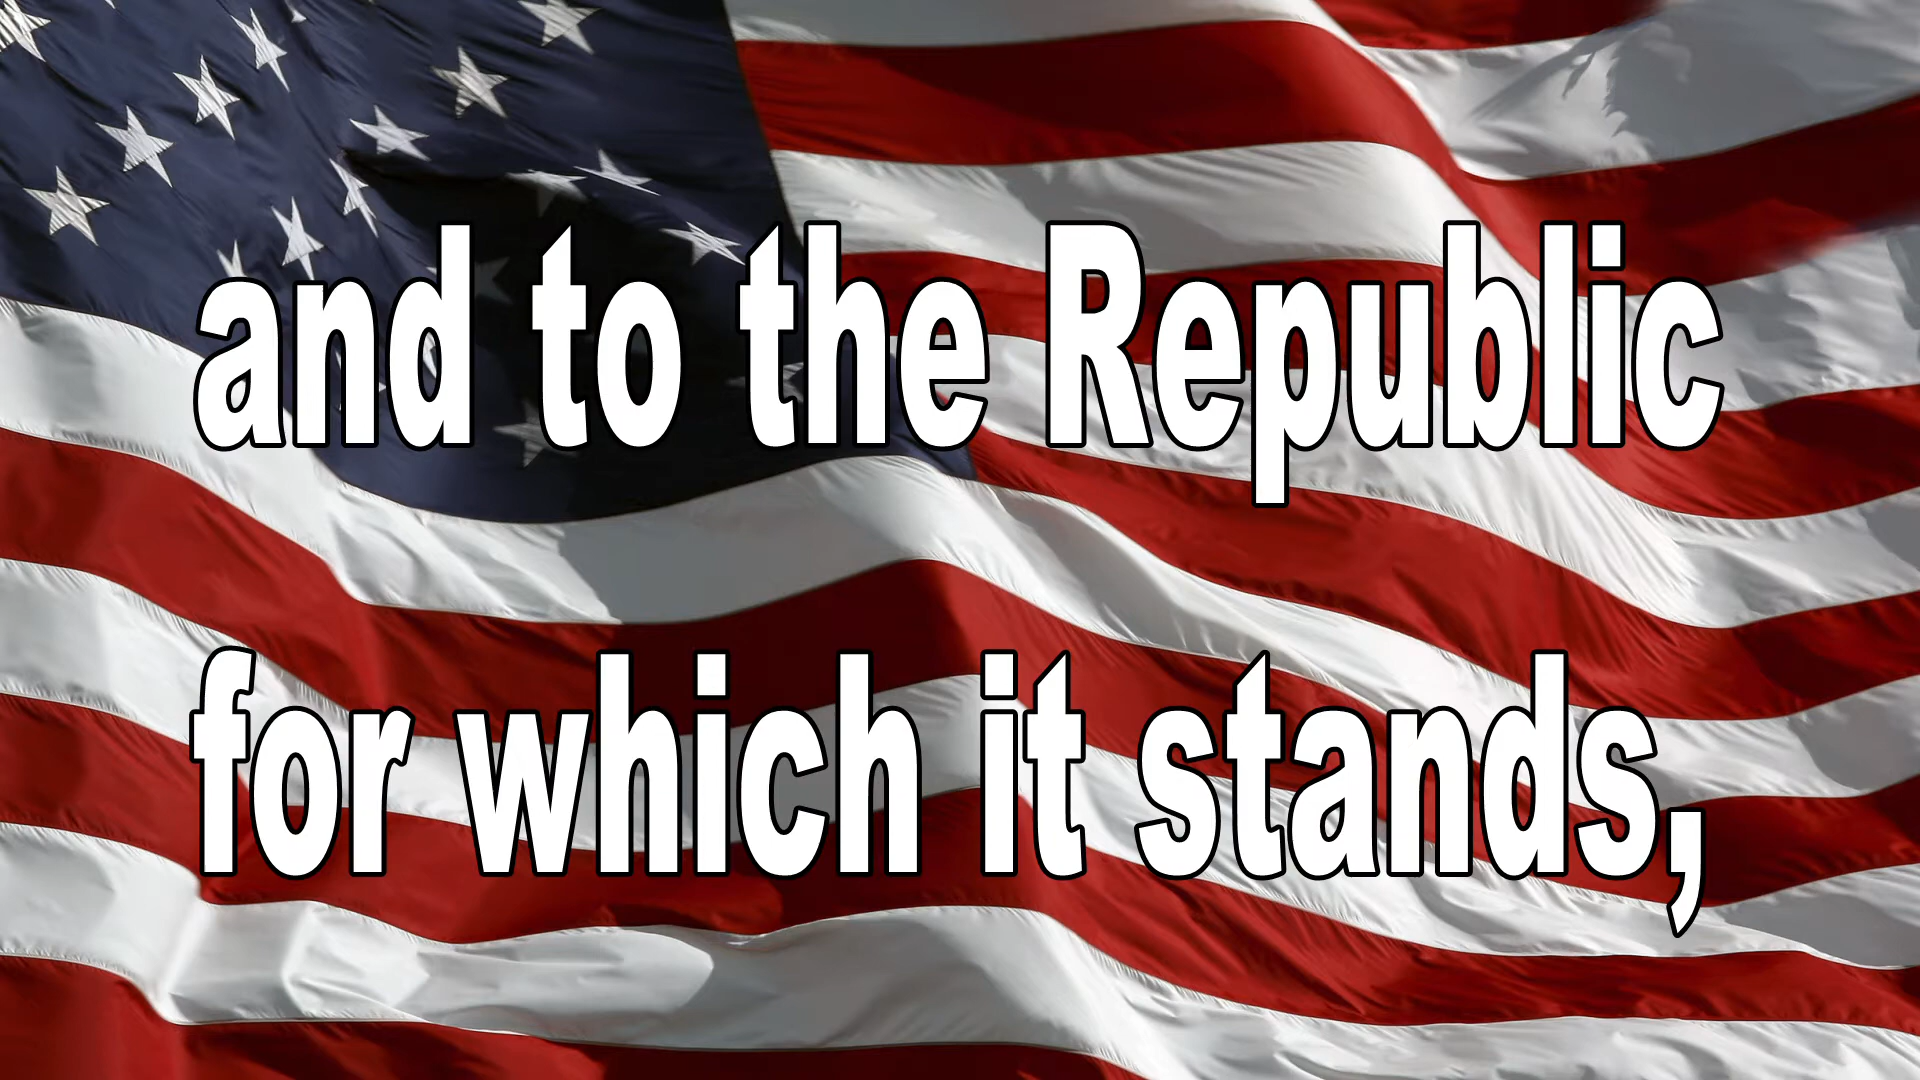 and to the Republic
for which it stands,